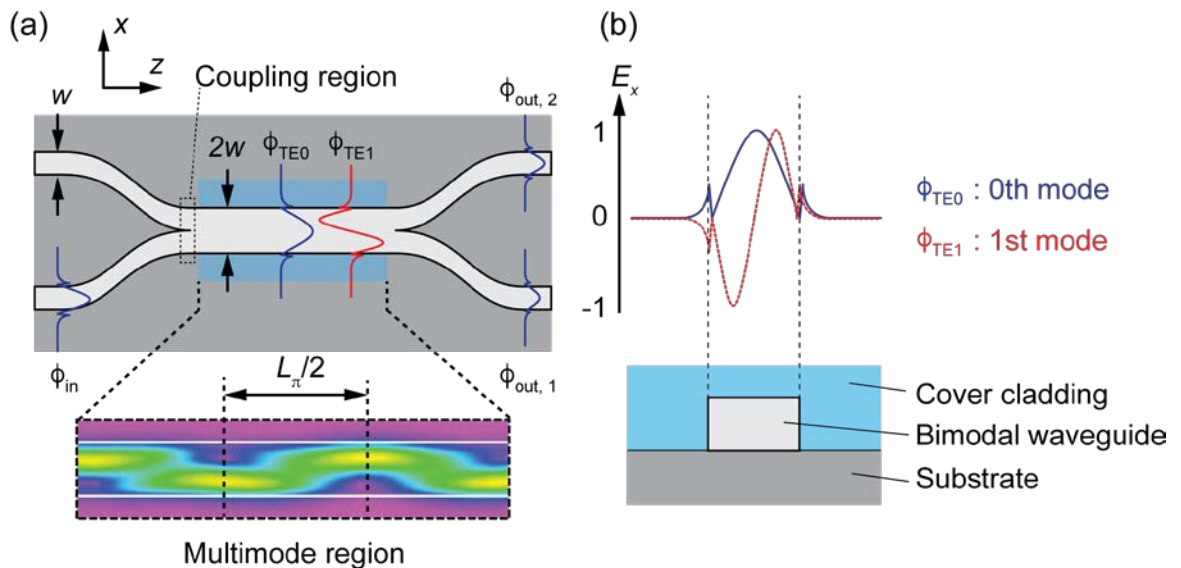 (a)
x
z
Coupling region
w
2w
ϕTE0
ϕTE1
ϕout, 2
ϕin
Lπ/2
ϕout, 1
Multimode region
(b)
Ex
1
0
-1
ϕTE0 : 0th mode
ϕTE1 : 1st mode
Cover cladding
Bimodal waveguide
Substrate